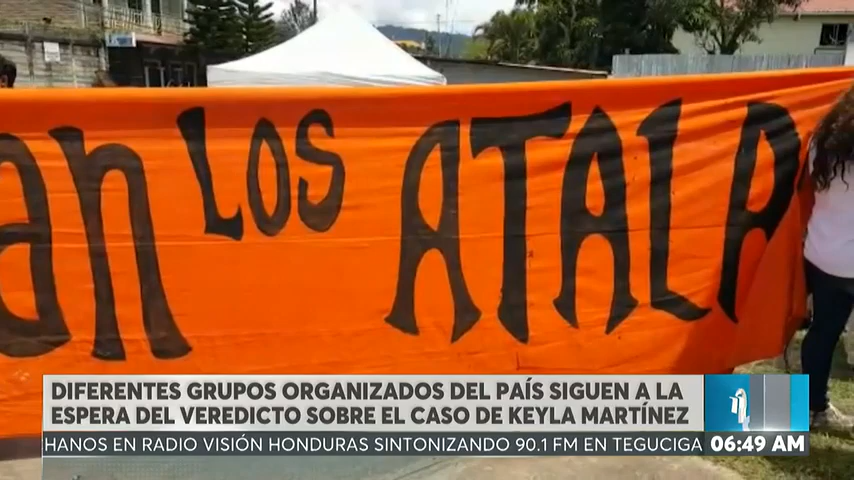 an LOS ATALA
DIFERENTES GRUPOS ORGANIZADOS DEL PAÍS SIGUEN A LA
ESPERA DEL VEREDICTO SOBRE EL CASO DE KEYLA MARTÍNEZ
HANOS EN RADIO VISIÓN HONDURAS SINTONIZANDO 90.1 FM EN TEGUCIGA
06:49 AM